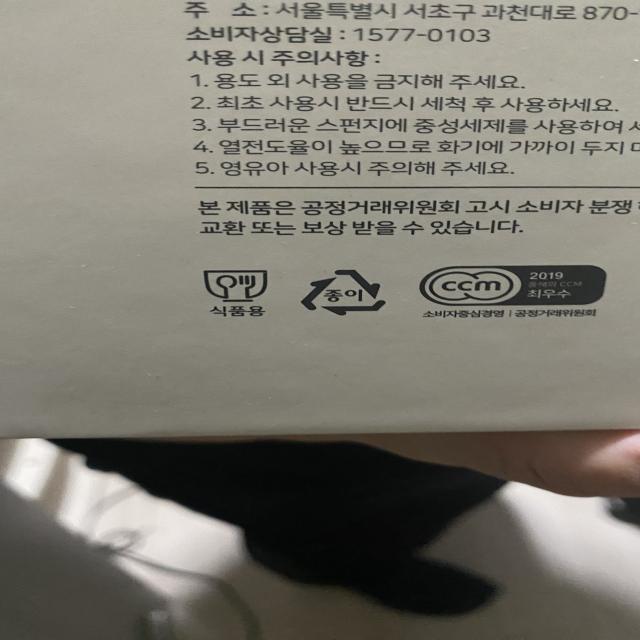 주 소 : 서울특별시 서초구 과천대로 870-
소비자상담실 : 1577-0103
사용 시 주의사항 :
1. 용도 외 사용을 금지해 주세요.
2. 최초 사용시 반드시 세척 후 사용하세요.
3. 부드러운 스펀지에 중성세제를 사용하여
4. 열전도율이 높으므로 화기에 가까이 두지
5. 영유아 사용시 주의해 주세요.
본 제품은 공정거래위원회 고시 소비자 분쟁
교환 또는 보상 받을 수 있습니다.
식품용
종이
ccm
2019
올해의 CCM
최우수
소비자중심경영 | 공정거래위원회